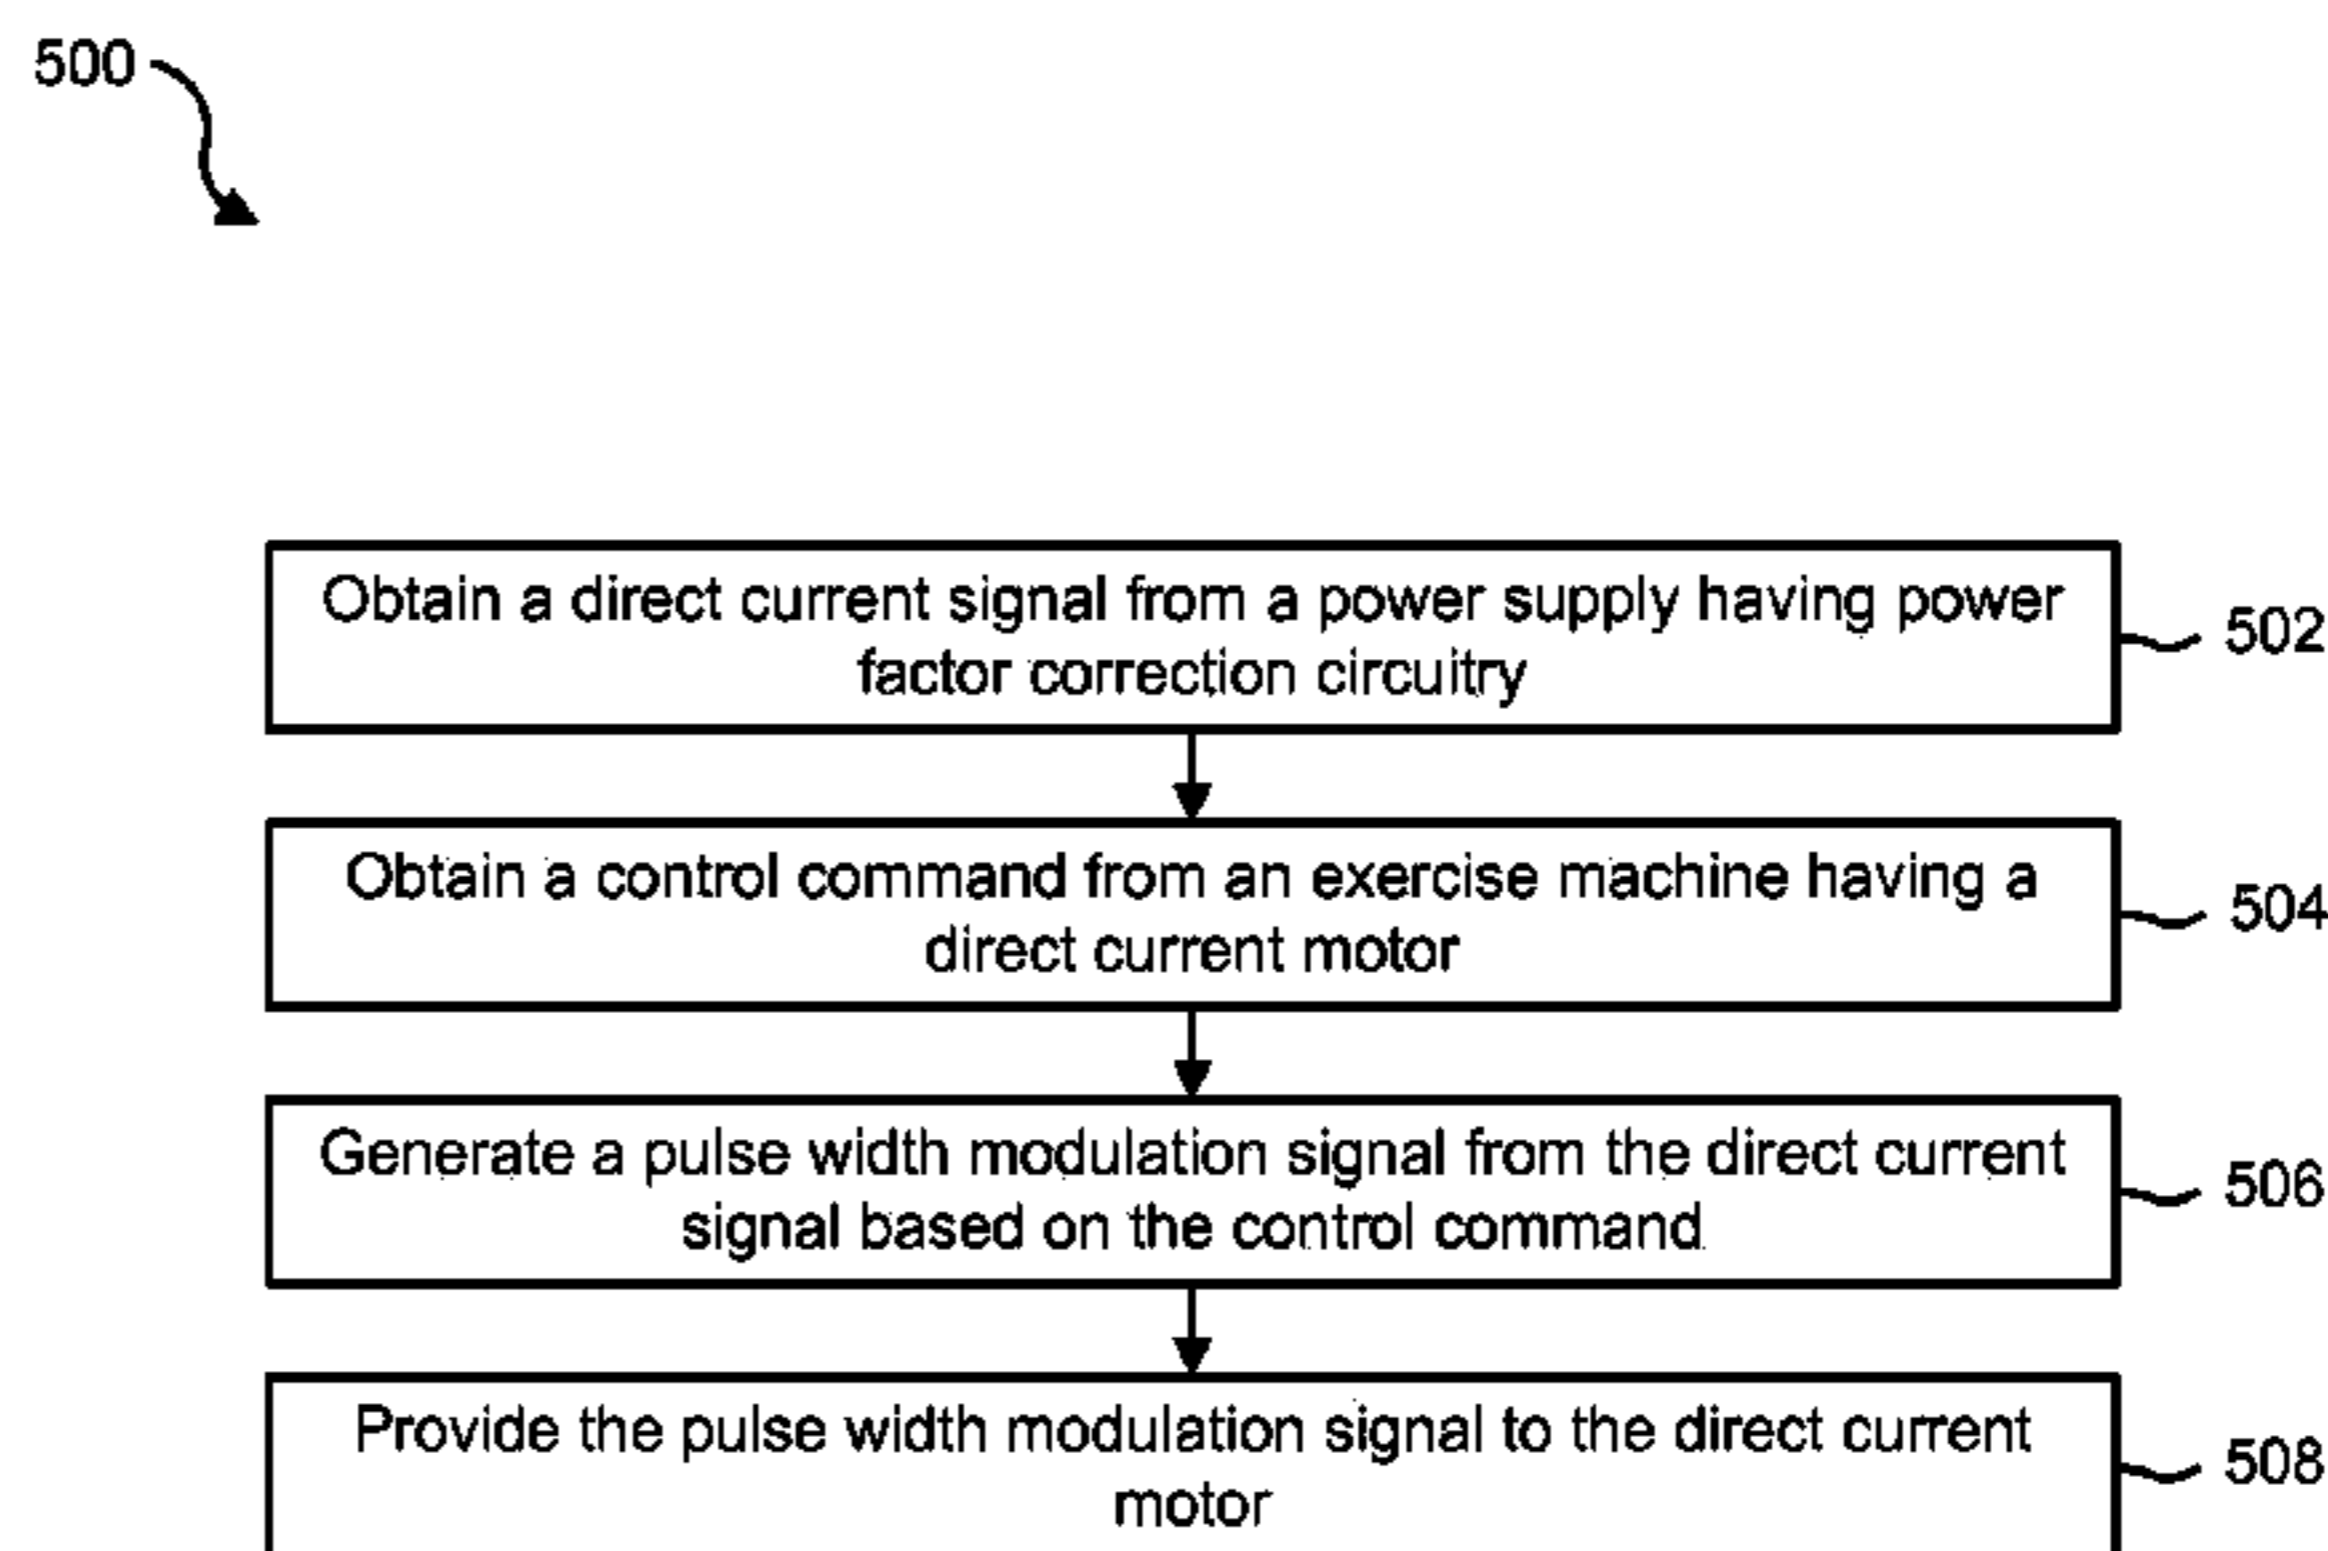 500
Obtain a direct current signal from a power supply having power
factor correction circuitry
502
Obtain a control command from an exercise machine having a
direct current motor
504
Generate a pulse width modulation signal from the direct current
signal based on the control command
506
Provide the pulse width modulation signal to the direct current
motor
508